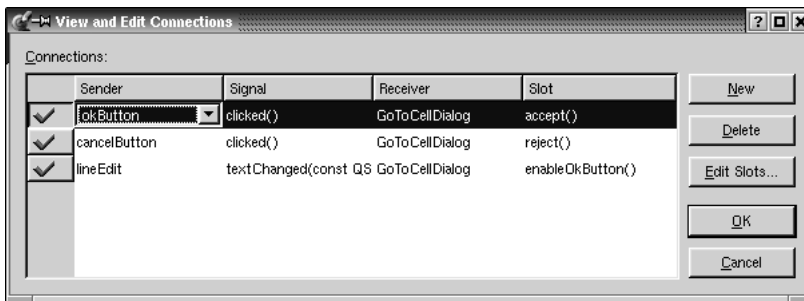 View and Edit Connections
Connections:
Sender Signal Receiver Slot
okButton clicked() GoToCellDialog accept()
cancelButton clicked() GoToCellDialog reject()
lineEdit textChanged(const QS GoToCellDialog enableOkButton()
New
Delete
Edit Slots...
OK
Cancel